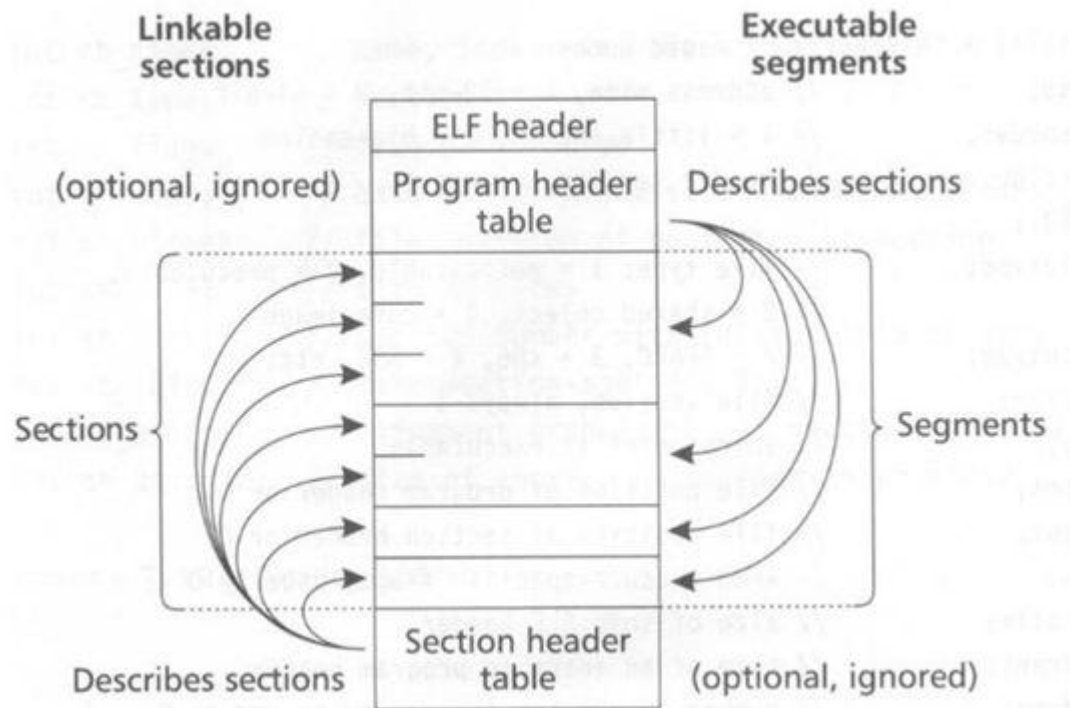 Linkable
sections
Executable
segments
ELF header
(optional, ignored)
Program header
table
Describes sections
Sections
Segments
Describes sections
Section header
table
(optional, ignored)